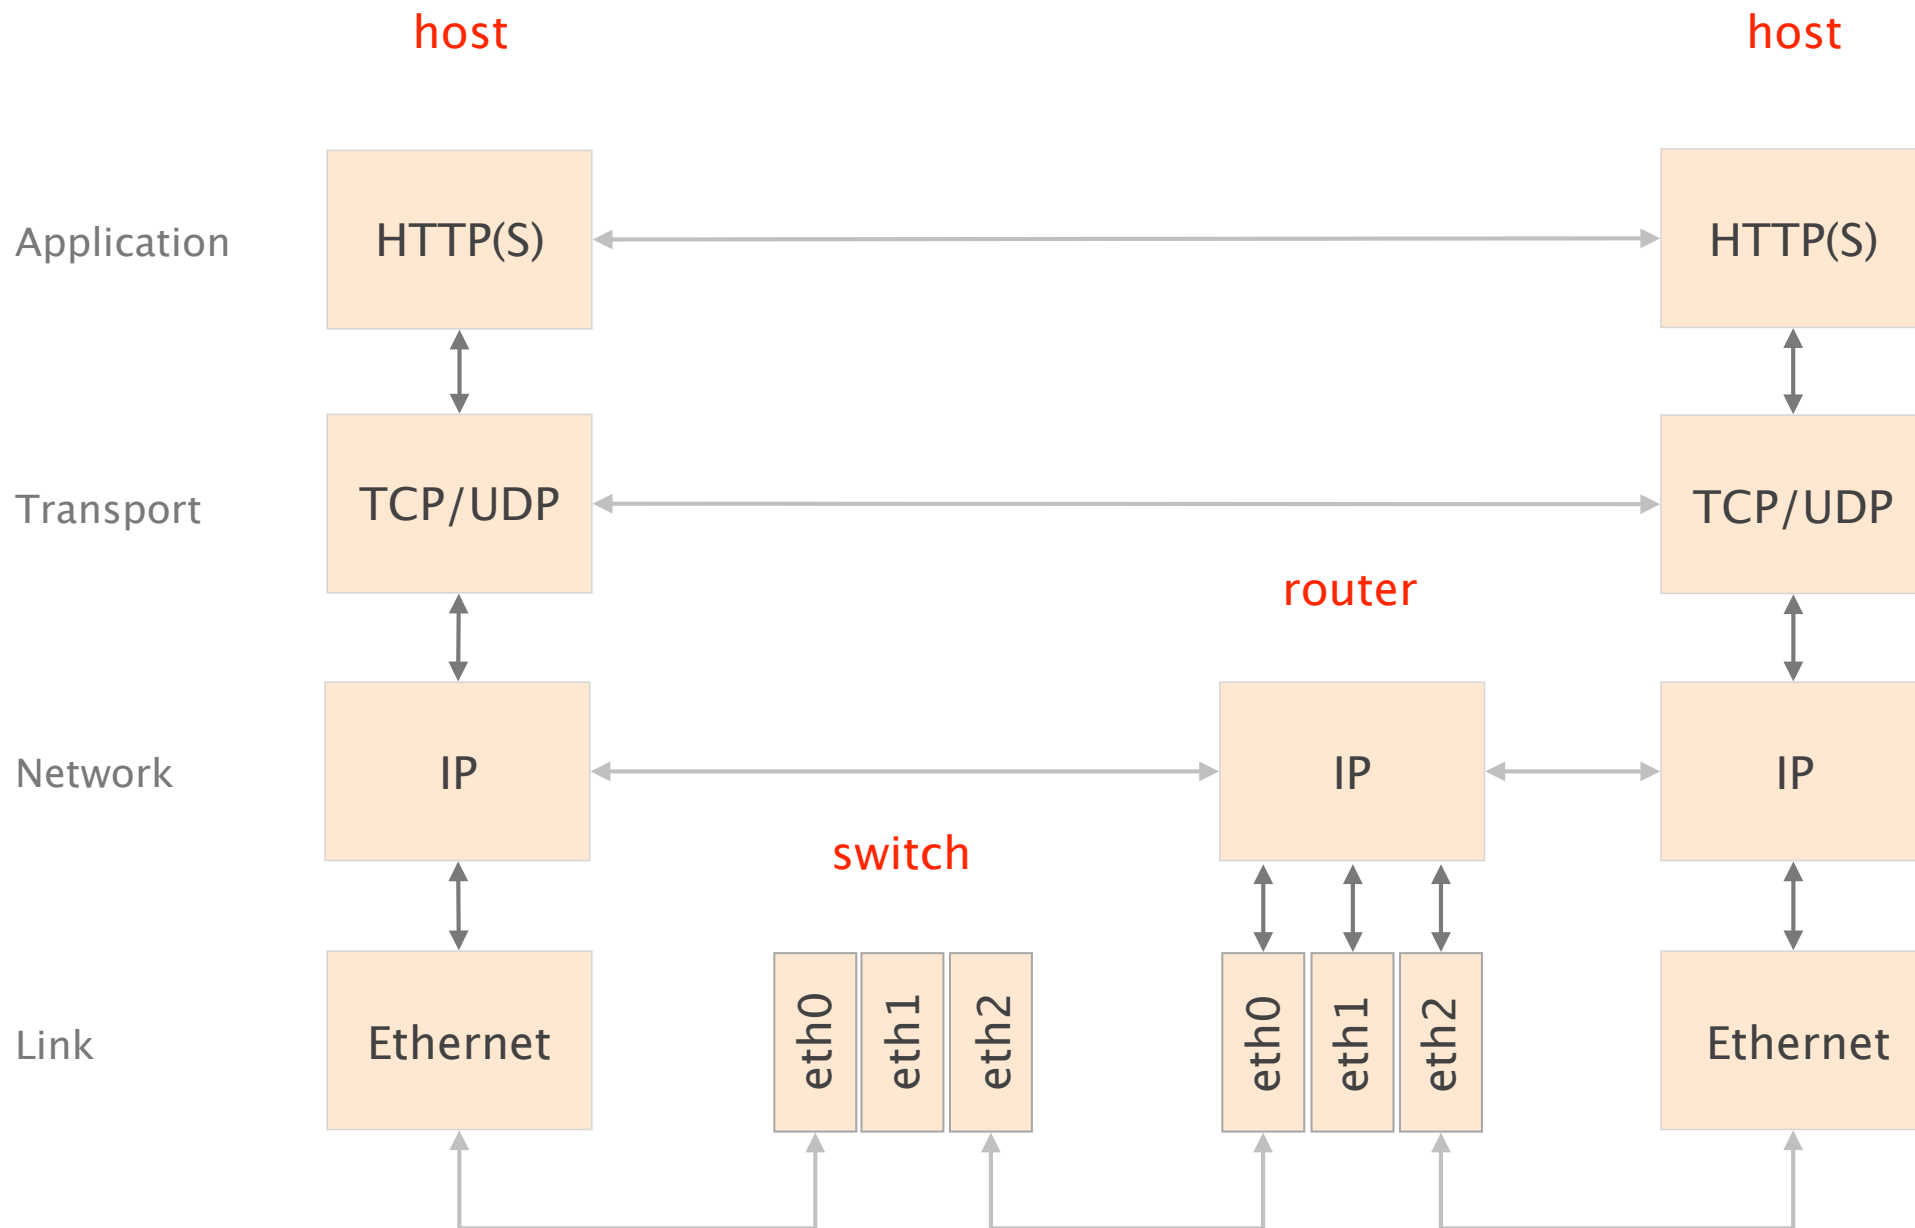 host
host
Application
HTTP(S)
HTTP(S)
Transport
TCP/UDP
TCP/UDP
router
Network
IP
IP
IP
switch
Link
Ethernet
eth0
eth1
eth2
eth0
eth1
eth2
Ethernet